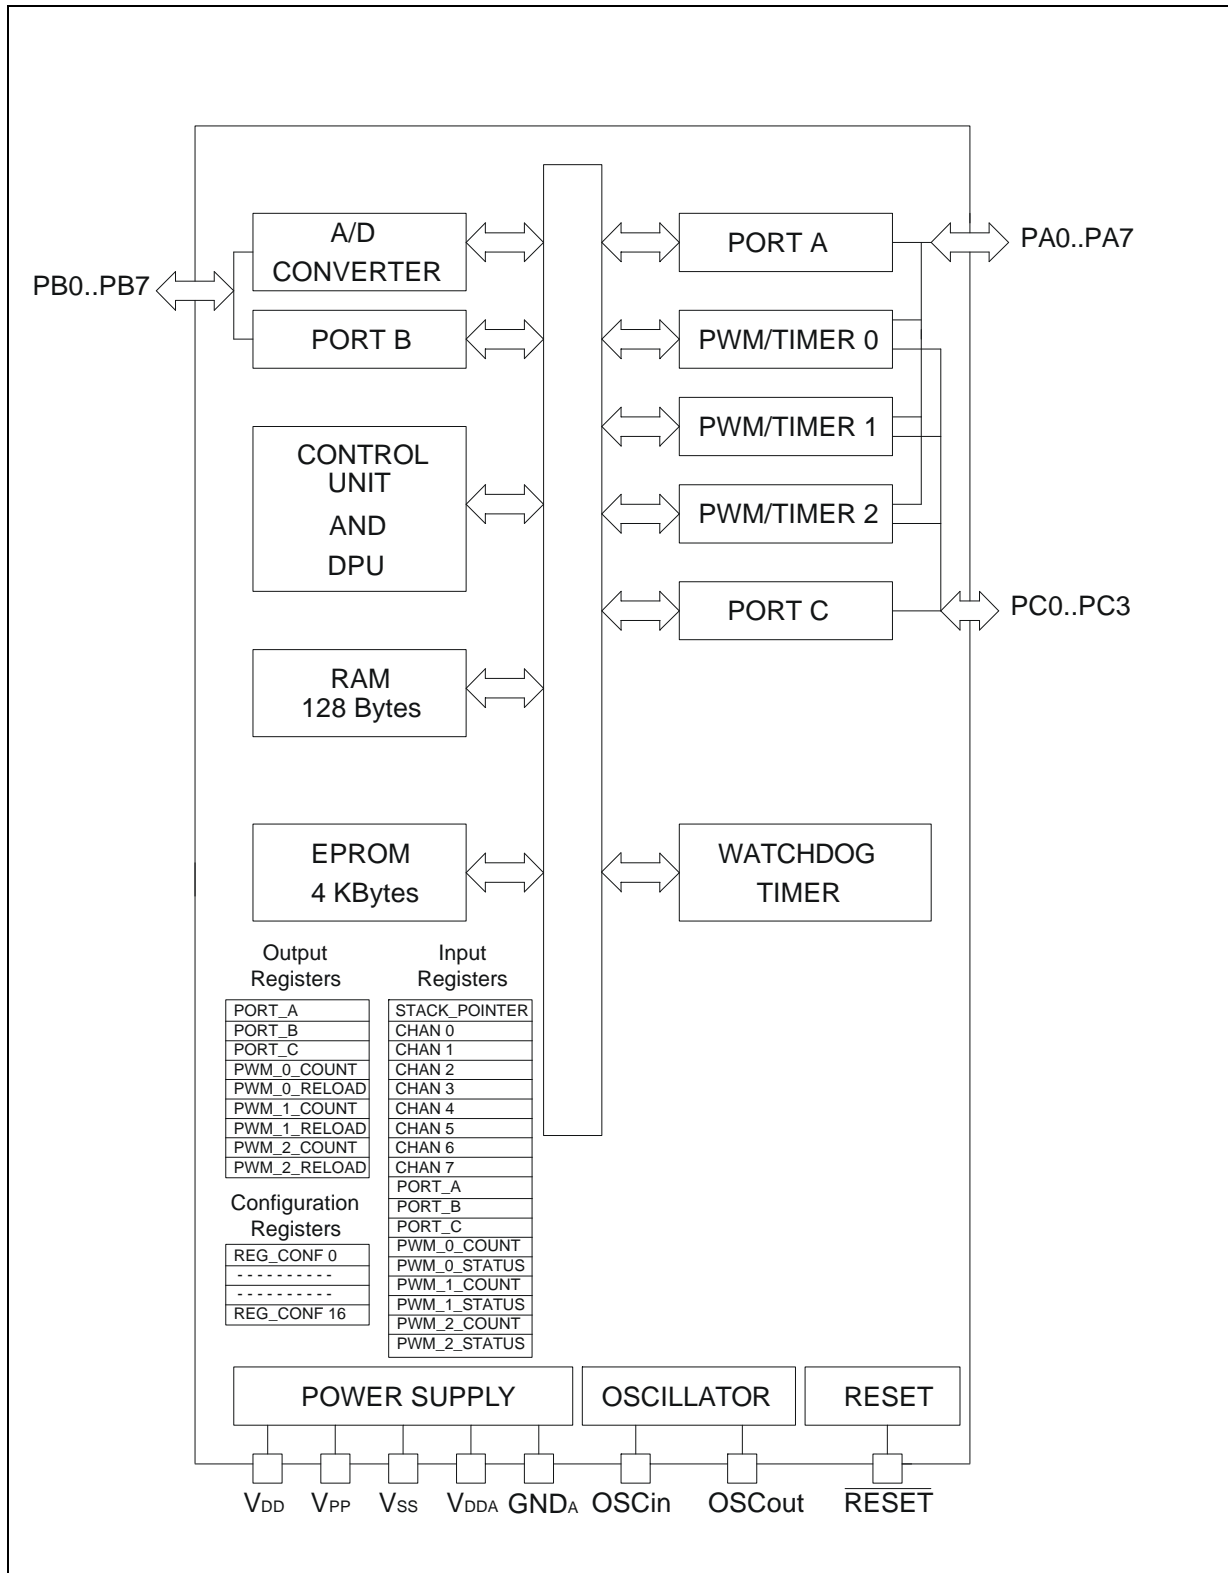 A/D
CONVERTER
PORT B
PB0..PB7
CONTROL
UNIT
AND
DPU
RAM
128 Bytes
EPROM
4 KBytes
PORT A
PA0..PA7
PWM/TIMER 0
PWM/TIMER 1
PWM/TIMER 2
PORT C
PC0..PC3
WATCHDOG
TIMER
Output
Registers
PORT_A
PORT_B
PORT_C
PWM_0_COUNT
PWM_0_RELOAD
PWM_1_COUNT
PWM_1_RELOAD
PWM_2_COUNT
PWM_2_RELOAD
Configuration
Registers
REG_CONF 0
- - - - - - - - - -
- - - - - - - - - -
REG_CONF 16
Input
Registers
STACK_POINTER
CHAN 0
CHAN 1
CHAN 2
CHAN 3
CHAN 4
CHAN 5
CHAN 6
CHAN 7
PORT_A
PORT_B
PORT_C
PWM_0_COUNT
PWM_0_STATUS
PWM_1_COUNT
PWM_1_STATUS
PWM_2_COUNT
PWM_2_STATUS
POWER SUPPLY
OSCILLATOR
RESET
VDD
VPP
VSS
VDDA
GNDA
OSCin
OSCout
RESET